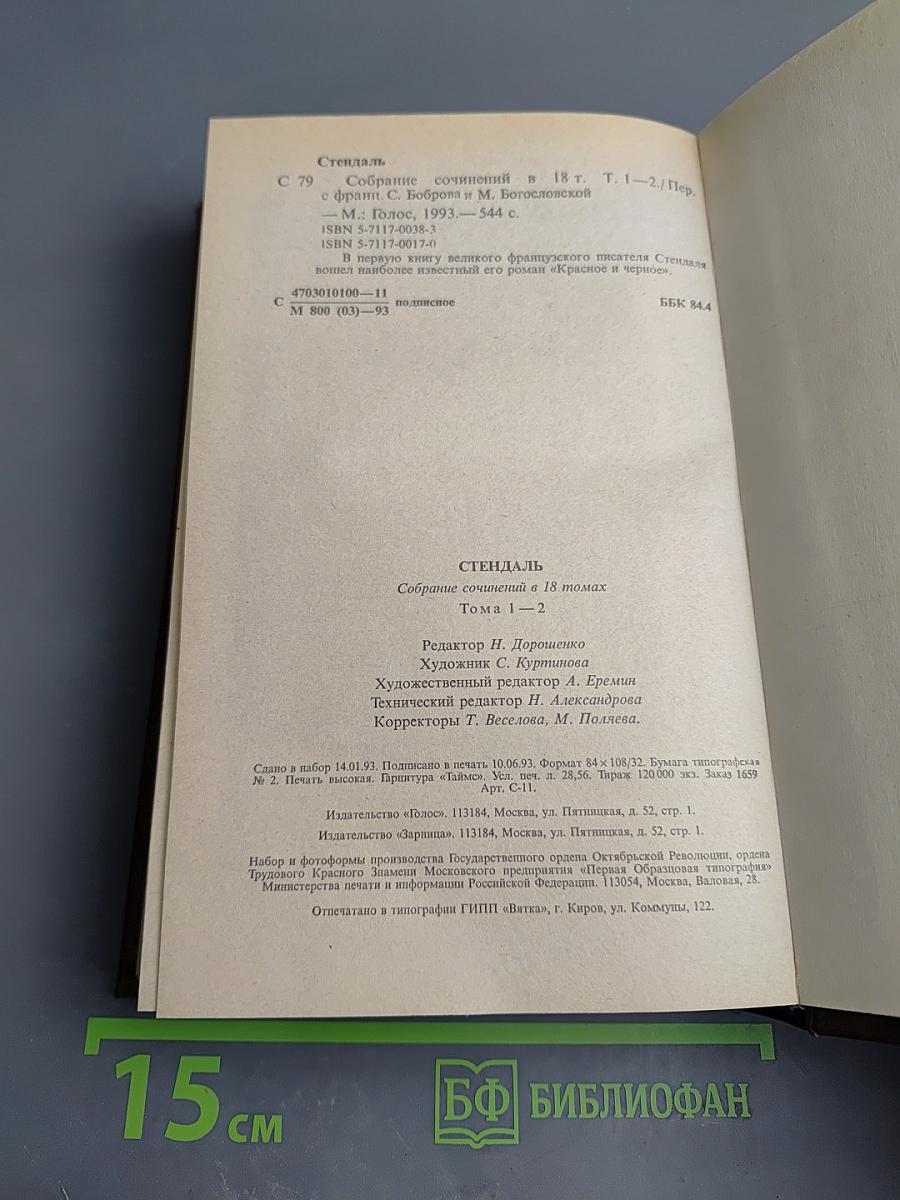 Стендаль
С 79 Собрание сочинений в 18 т. Т. 1—2./Пер.
с франц. С. Боброва и М. Богословской
— М.: Голос, 1993.— 544 с.
ISBN 5-7117-0038-3
ISBN 5-7117-0017-0
В первую книгу великого французского писателя Стендаля
вошел наиболее известный его роман «Красное и черное».
С 4703010100—11 подписное ББК 84.4
М 800 (03)—93
СТЕНДАЛЬ
Собрание сочинений в 18 томах
Тома 1—2
Редактор Н. Дорошенко
Художник С. Куртинова
Художественный редактор А. Еремин
Технический редактор Н. Александрова
Корректоры Т. Веселова, М. Поляева.
Сдано в набор 14.01.93. Подписано в печать 10.06.93. Формат 84×108/32. Бумага типографская
№ 2. Печать высокая. Гарнитура «Таймс». Усл. печ. л. 28,56. Тираж 120 000 экз. Заказ 1659
Арт. С-11.
Издательство «Голос». 113184, Москва, ул. Пятницкая, д. 52, стр. 1.
Издательство «Зарница». 113184, Москва, ул. Пятницкая, д. 52, стр. 1.
Набор и фотоформы производства Государственного ордена Октябрьской Революции, ордена
Трудового Красного Знамени Московского предприятия «Первая Образцовая типография»
Министерства печати и информации Российской Федерации. 113054, Москва, Валовая, 28.
Отпечатано в типографии ГИПП «Вятка», г. Киров, ул. Коммуны, 122.
15 см
БФ БИБЛИОФАН